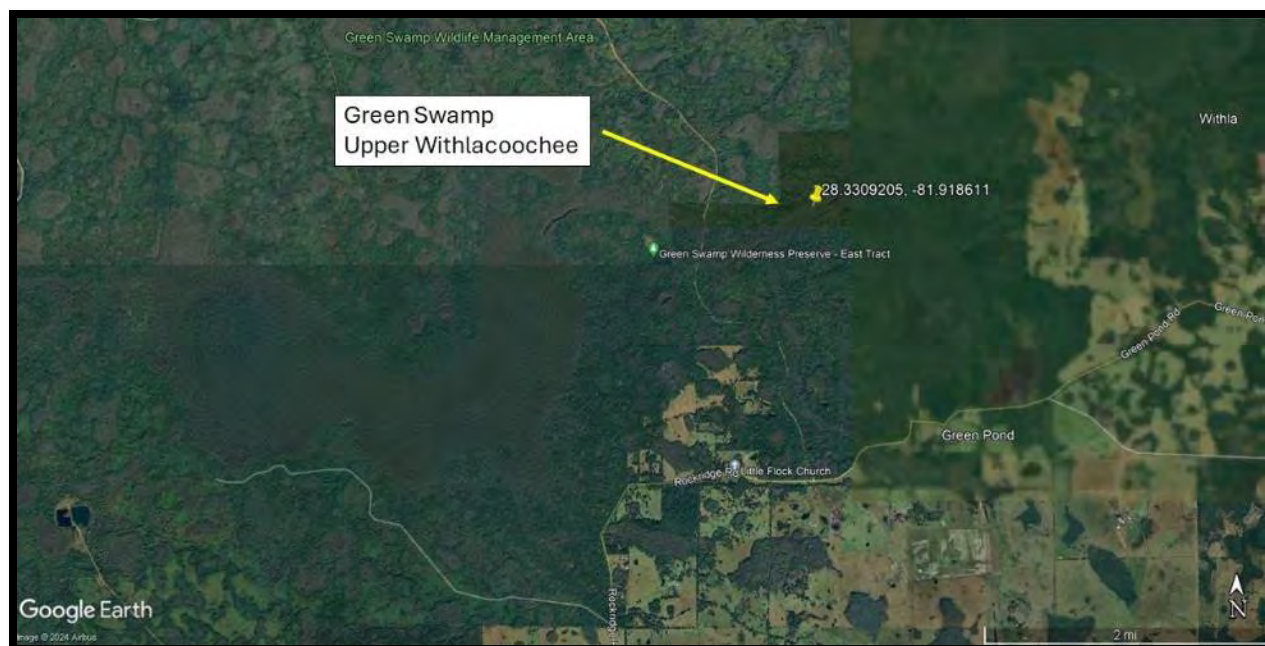 Green Swamp Wildlife Management Area
Green Swamp
Upper Withlacoochee
Withla
28.3309205, -81.918611
Green Swamp Wilderness Preserve - East Tract
Green Pond Rd
Green Pon
Green Pond
Rockridge Rd
Little Flock Church
Google Earth
N
Image © 2024 Airbus
2 mi